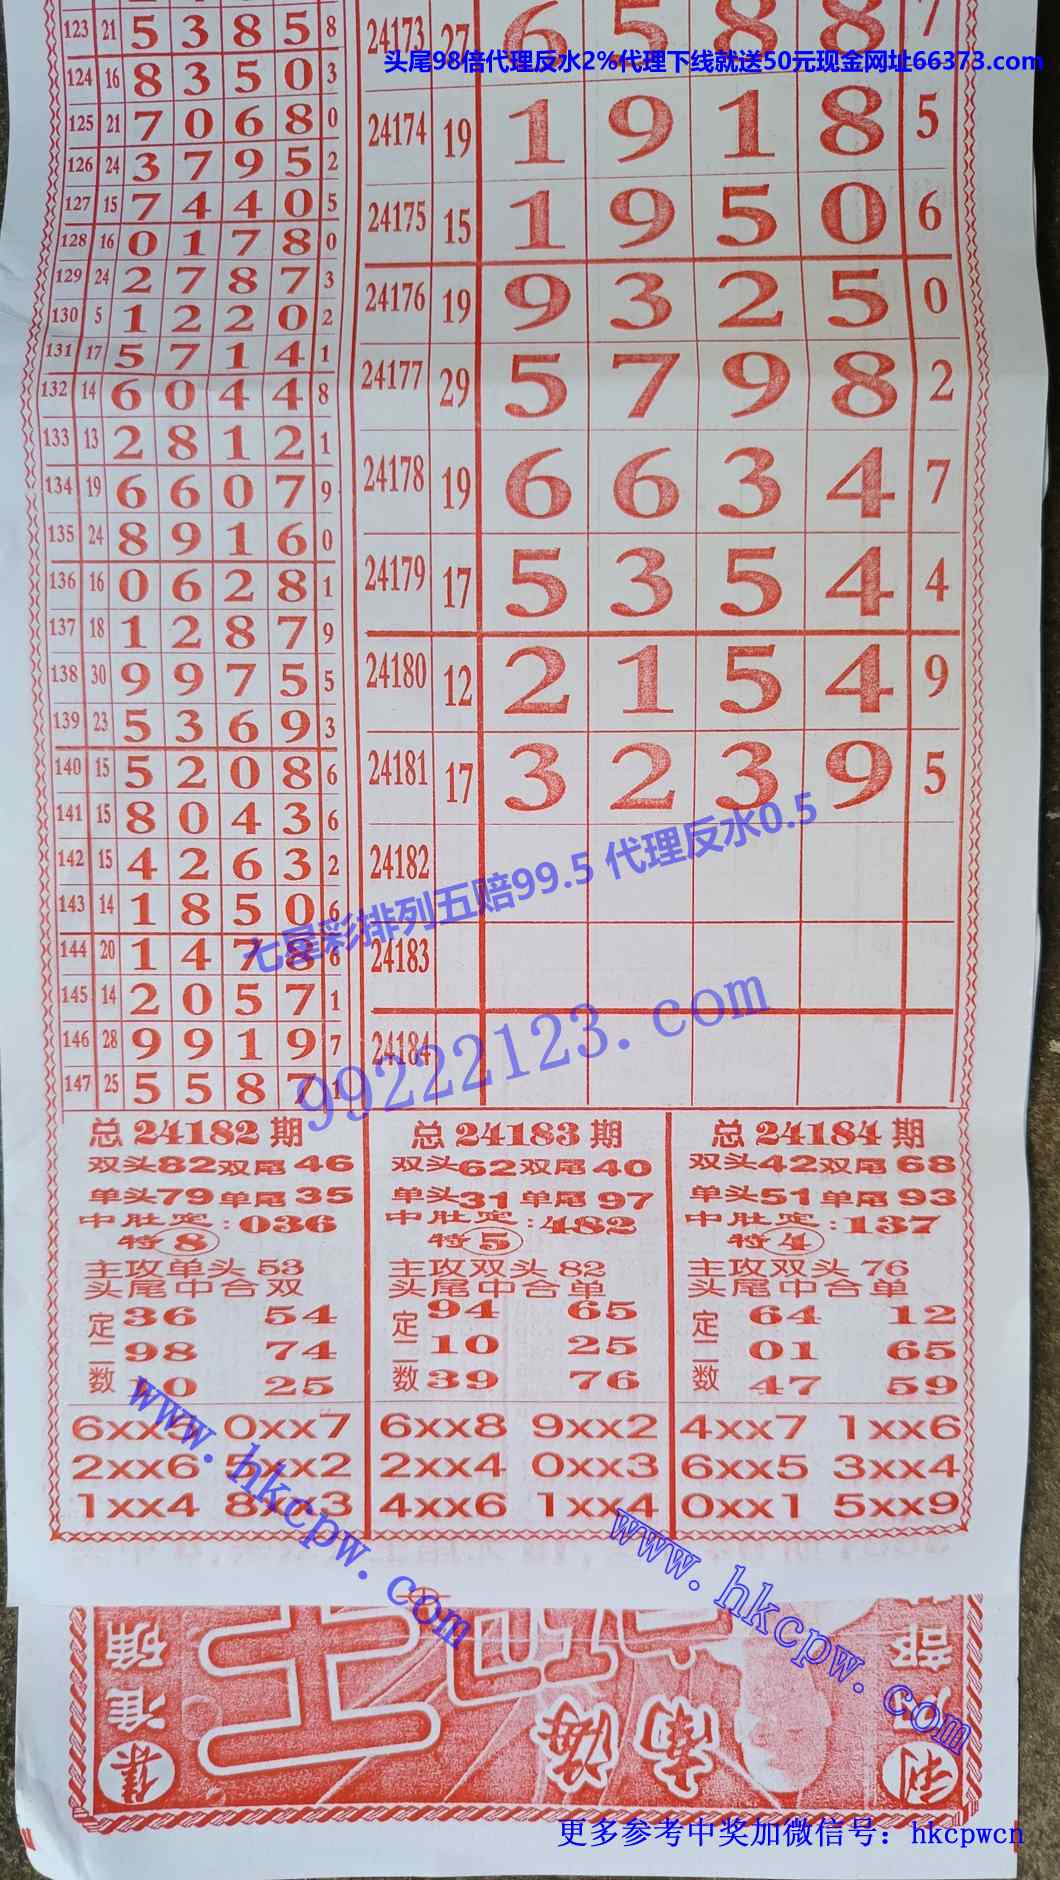 123 21 5 3 8 5 8
124 16 8 3 5 0 3
125 21 7 0 6 8 0
126 24 3 7 9 5 2
127 15 7 4 4 0 5
128 16 0 1 7 8 0
129 24 2 7 8 7 3
130 5 1 2 2 0 2
131 17 5 7 1 4 1
132 14 6 0 4 4 8
133 13 2 8 1 2 1
134 19 6 6 0 7 9
135 24 8 9 1 6 0
136 16 0 6 2 8 1
137 18 1 2 8 7 9
138 30 9 9 7 5 5
139 23 5 3 6 9 3
140 15 5 2 0 8 6
141 15 8 0 4 3 6
142 15 4 2 6 3 2
143 14 1 8 5 0 6
144 20 1 4 7 8 6
145 14 2 0 5 7 1
146 28 9 9 1 9 7
147 25 5 5 8 7 1
24173 27 6 5 8 8 7
头尾98倍代理反水2%代理下线就送50元现金网址66373.com
24174 19 1 9 1 8 5
24175 15 1 9 5 0 6
24176 19 9 3 2 5 0
24177 29 5 7 9 8 2
24178 19 6 6 3 4 7
24179 17 5 3 5 4 4
24180 12 2 1 5 4 9
24181 17 3 2 3 9 5
24182
24183
24184
七星彩排列五赔99.5 代理反水0.5
99222123.com
总24182期
双头82双尾46
单头79单尾35
中肚定:036
特8
主攻单头53
头尾中合双
定二数
36 54
98 74
10 25
6xx5 0xx7
2xx6 5xx2
1xx4 8xx3
总24183期
双头62双尾40
单头31单尾97
中肚定:482
特5
主攻双头82
头尾中合单
定二数
94 65
10 25
39 76
6xx8 9xx2
2xx4 0xx3
4xx6 1xx4
总24184期
双头42双尾68
单头51单尾93
中肚定:137
特4
主攻双头76
头尾中合单
定二数
64 12
01 65
47 59
4xx7 1xx6
6xx5 3xx4
0xx1 5xx9
www.hkcpw.com
www.hkcpw.com
海南
准确
更多参考中奖加微信号：hkcpwcn